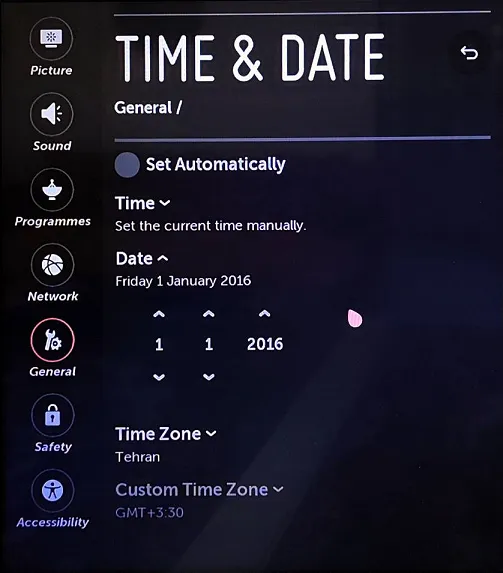 TIME & DATE
General /
Picture
Sound
Programmes
Network
General
Safety
Accessibility
Set Automatically
Time
Set the current time manually.
Date
Friday 1 January 2016
1 1 2016
Time Zone
Tehran
Custom Time Zone
GMT+3:30